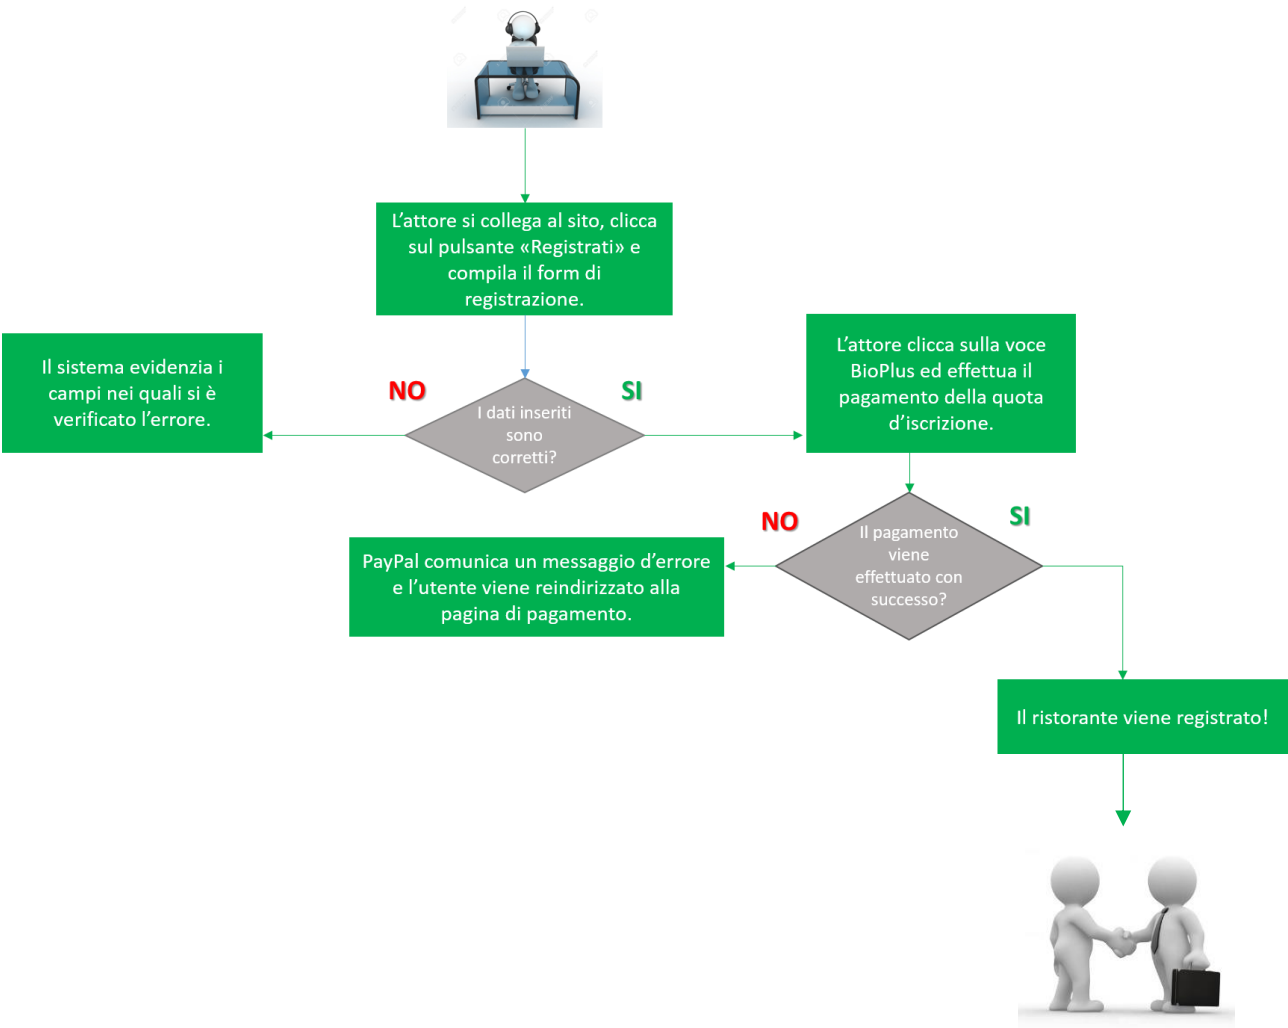 L'attore si collega al sito, clicca
sul pulsante «Registrati» e
compila il form di
registrazione.
Il sistema evidenzia i
campi nei quali si è
verificato l'errore.
NO
I dati inseriti
sono
corretti?
SI
L'attore clicca sulla voce
BioPlus ed effettua il
pagamento della quota
d'iscrizione.
PayPal comunica un messaggio d'errore
e l'utente viene reindirizzato alla
pagina di pagamento.
NO
Il pagamento
viene
effettuato con
successo?
SI
Il ristorante viene registrato!